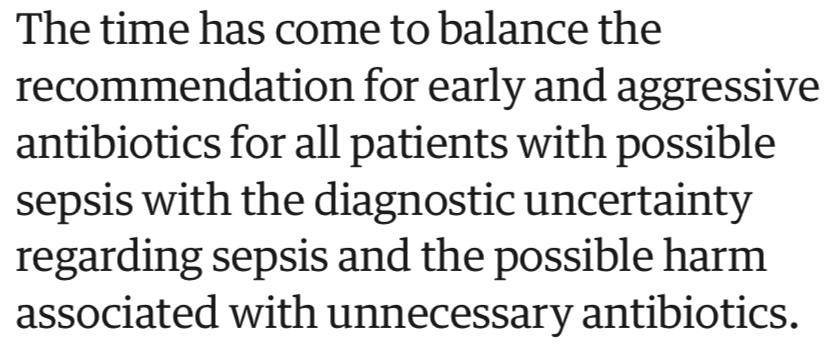 The time has come to balance the
recommendation for early and aggressive
antibiotics for all patients with possible
sepsis with the diagnostic uncertainty
regarding sepsis and the possible harm
associated with unnecessary antibiotics.